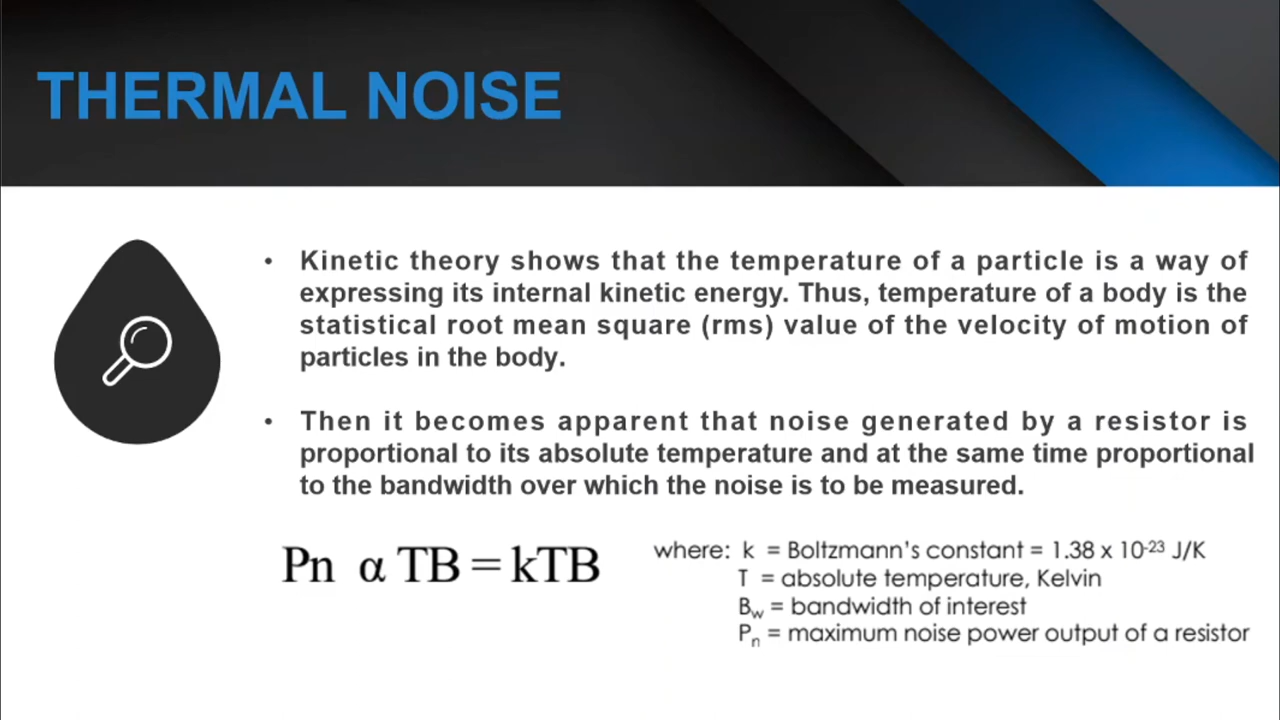 THERMAL NOISE
• Kinetic theory shows that the temperature of a particle is a way of
expressing its internal kinetic energy. Thus, temperature of a body is the
statistical root mean square (rms) value of the velocity of motion of
particles in the body.
• Then it becomes apparent that noise generated by a resistor is
proportional to its absolute temperature and at the same time proportional
to the bandwidth over which the noise is to be measured.
Pn α TB = kTB
where: k = Boltzmann's constant = 1.38 x 10⁻²³ J/K
T = absolute temperature, Kelvin
B_w = bandwidth of interest
P_n = maximum noise power output of a resistor